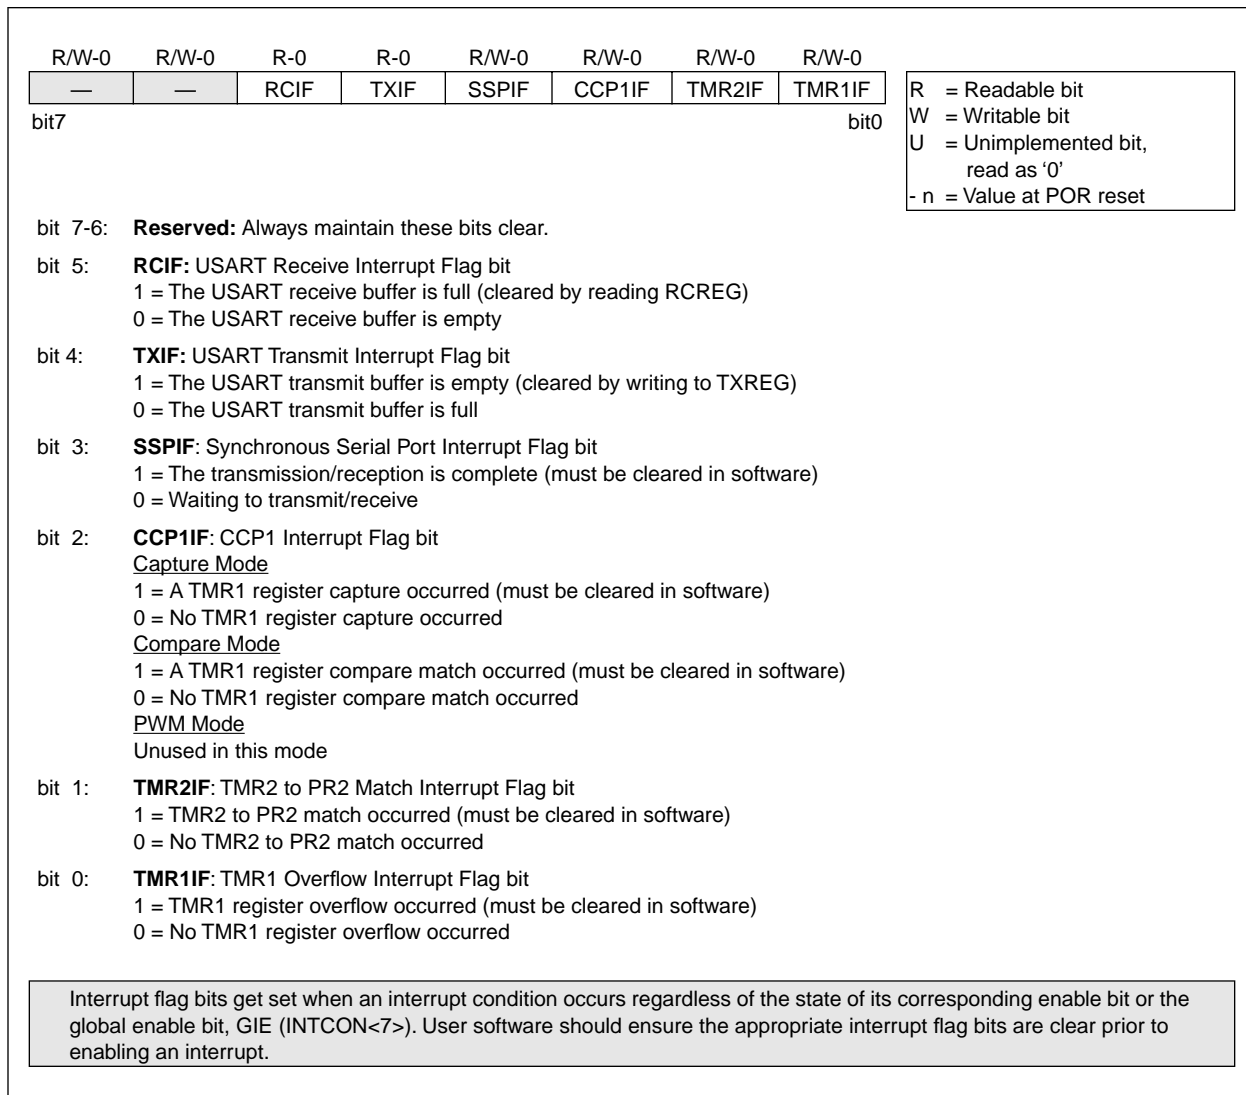 R/W-0 R/W-0 R-0 R-0 R/W-0 R/W-0 R/W-0 R/W-0
— — RCIF TXIF SSPIF CCP1IF TMR2IF TMR1IF
bit7 bit0
R = Readable bit
W = Writable bit
U = Unimplemented bit,
read as ‘0’
- n = Value at POR reset
bit 7-6: Reserved: Always maintain these bits clear.
bit 5: RCIF: USART Receive Interrupt Flag bit
1 = The USART receive buffer is full (cleared by reading RCREG)
0 = The USART receive buffer is empty
bit 4: TXIF: USART Transmit Interrupt Flag bit
1 = The USART transmit buffer is empty (cleared by writing to TXREG)
0 = The USART transmit buffer is full
bit 3: SSPIF: Synchronous Serial Port Interrupt Flag bit
1 = The transmission/reception is complete (must be cleared in software)
0 = Waiting to transmit/receive
bit 2: CCP1IF: CCP1 Interrupt Flag bit
Capture Mode
1 = A TMR1 register capture occurred (must be cleared in software)
0 = No TMR1 register capture occurred
Compare Mode
1 = A TMR1 register compare match occurred (must be cleared in software)
0 = No TMR1 register compare match occurred
PWM Mode
Unused in this mode
bit 1: TMR2IF: TMR2 to PR2 Match Interrupt Flag bit
1 = TMR2 to PR2 match occurred (must be cleared in software)
0 = No TMR2 to PR2 match occurred
bit 0: TMR1IF: TMR1 Overflow Interrupt Flag bit
1 = TMR1 register overflow occurred (must be cleared in software)
0 = No TMR1 register overflow occurred
Interrupt flag bits get set when an interrupt condition occurs regardless of the state of its corresponding enable bit or the
global enable bit, GIE (INTCON<7>). User software should ensure the appropriate interrupt flag bits are clear prior to
enabling an interrupt.